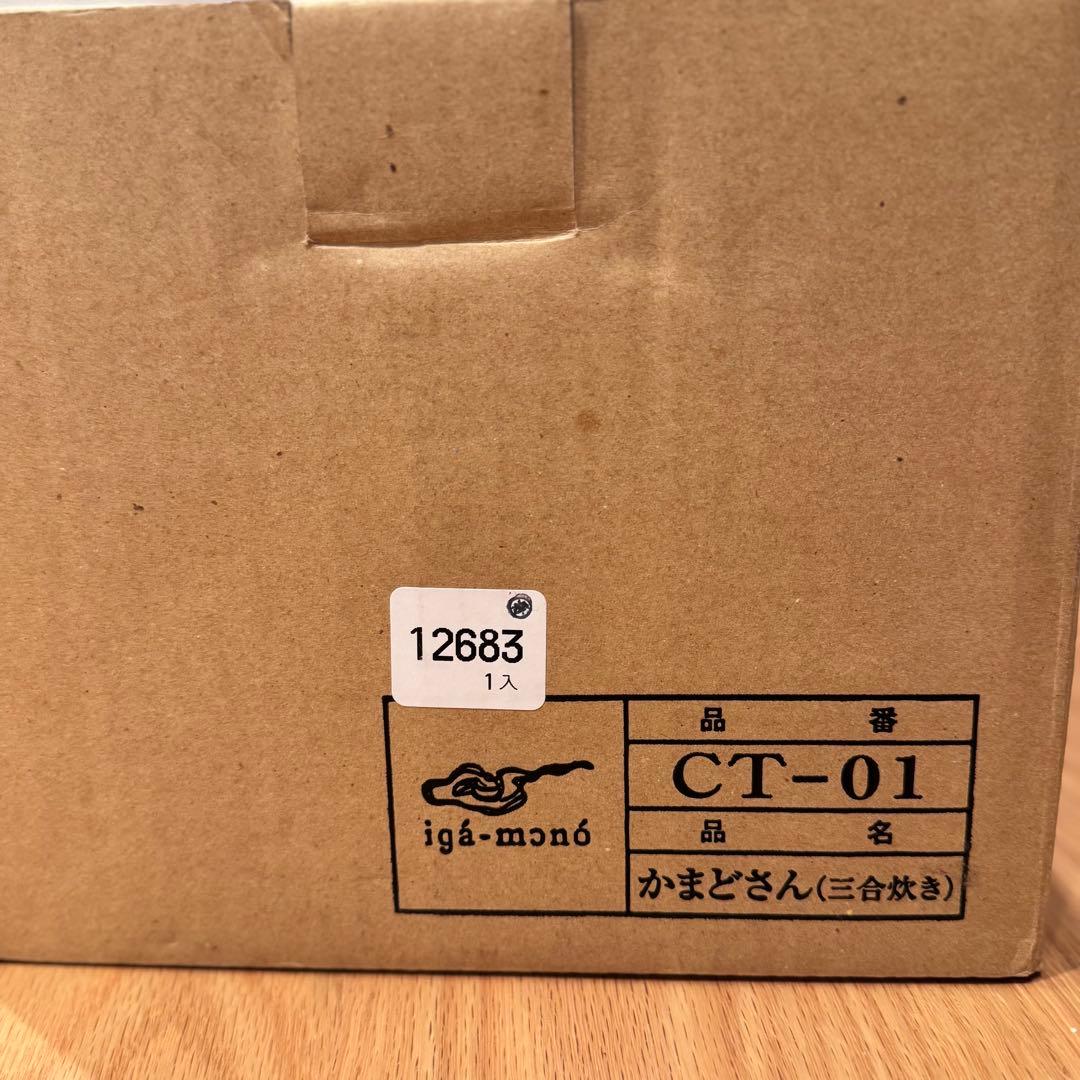 12683
1入
igá-mɔnó
品番
CT-01
品名
かまどさん(三合炊き)